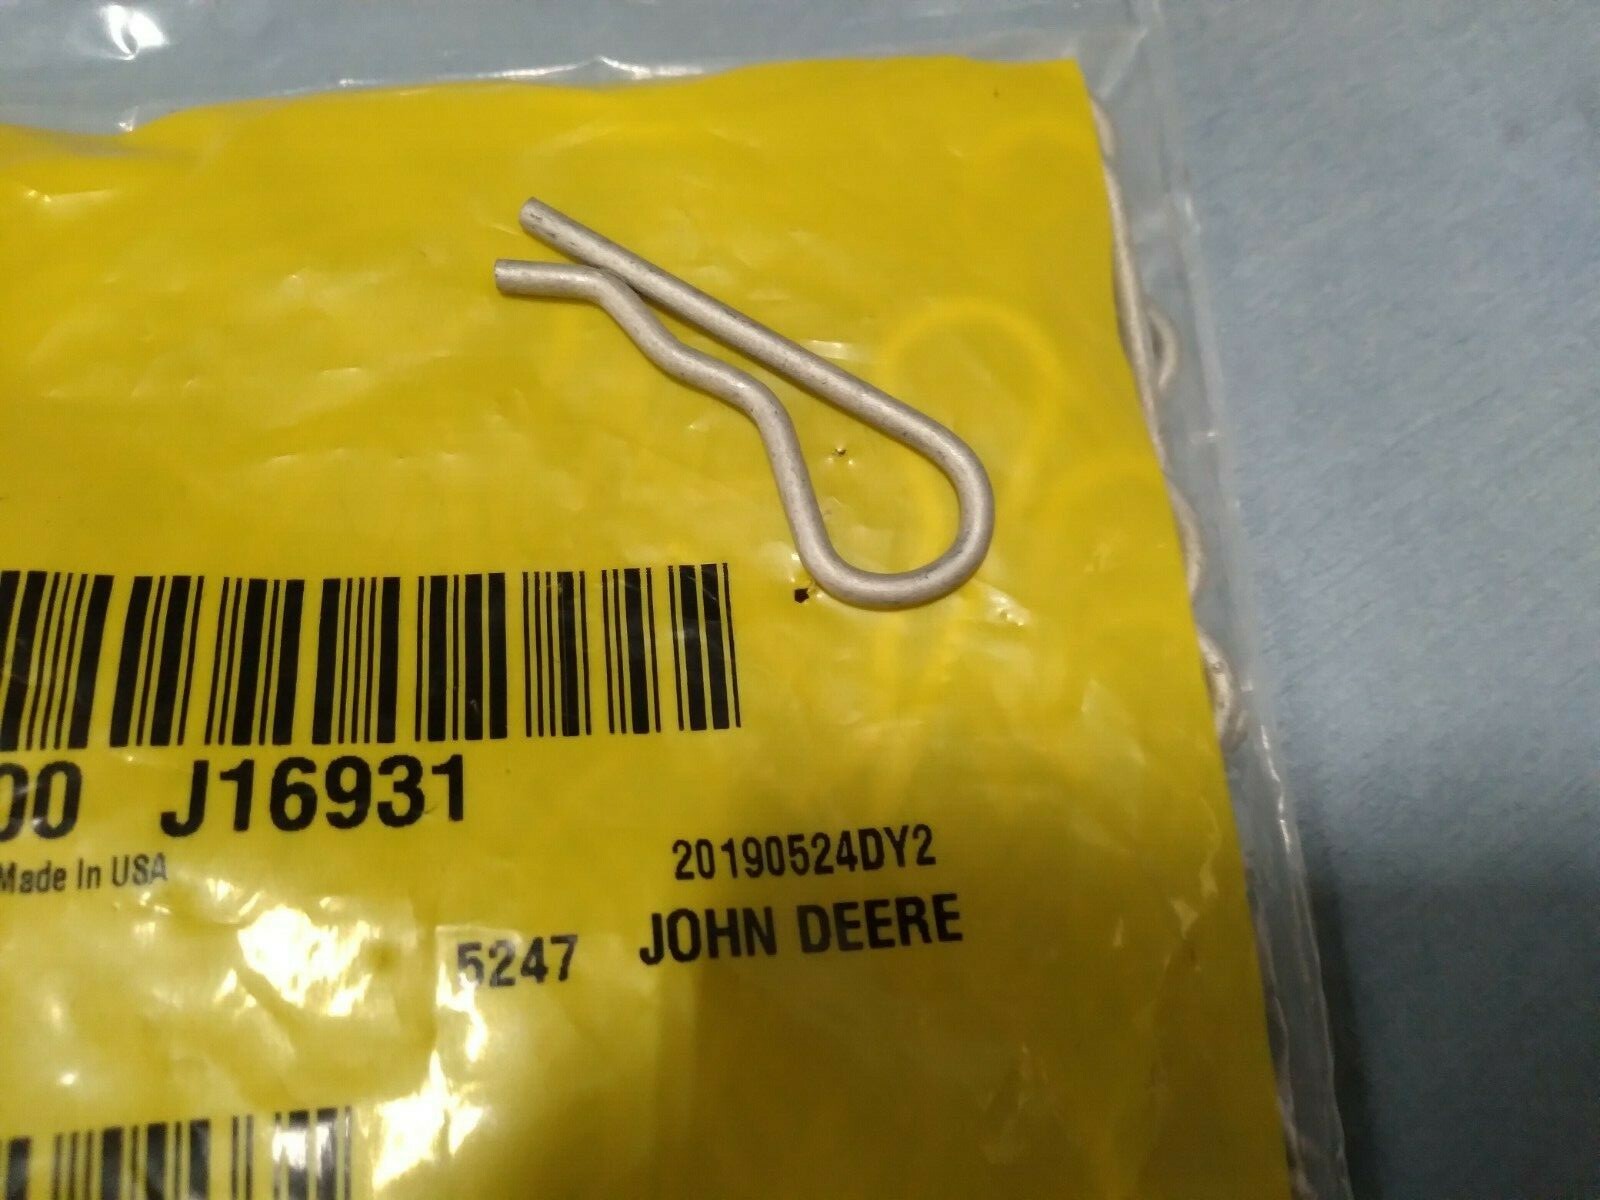 00 J16931
Made In USA
20190524DY2
5247 JOHN DEERE